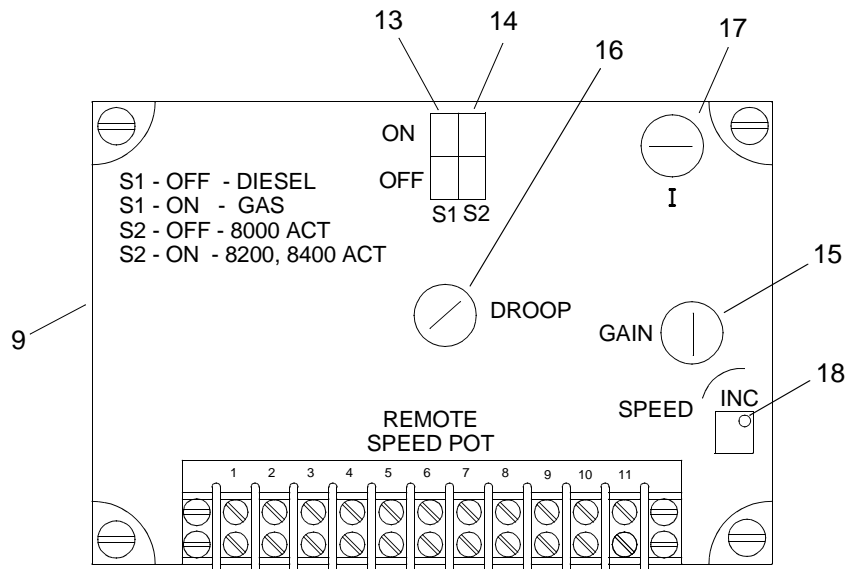 13 14
16
17
ON
OFF
S1 S2
S1 - OFF - DIESEL
S1 - ON - GAS
S2 - OFF - 8000 ACT
S2 - ON - 8200, 8400 ACT
I
15
9
DROOP
GAIN
18
SPEED INC
REMOTE
SPEED POT
1 2 3 4 5 6 7 8 9 10 11